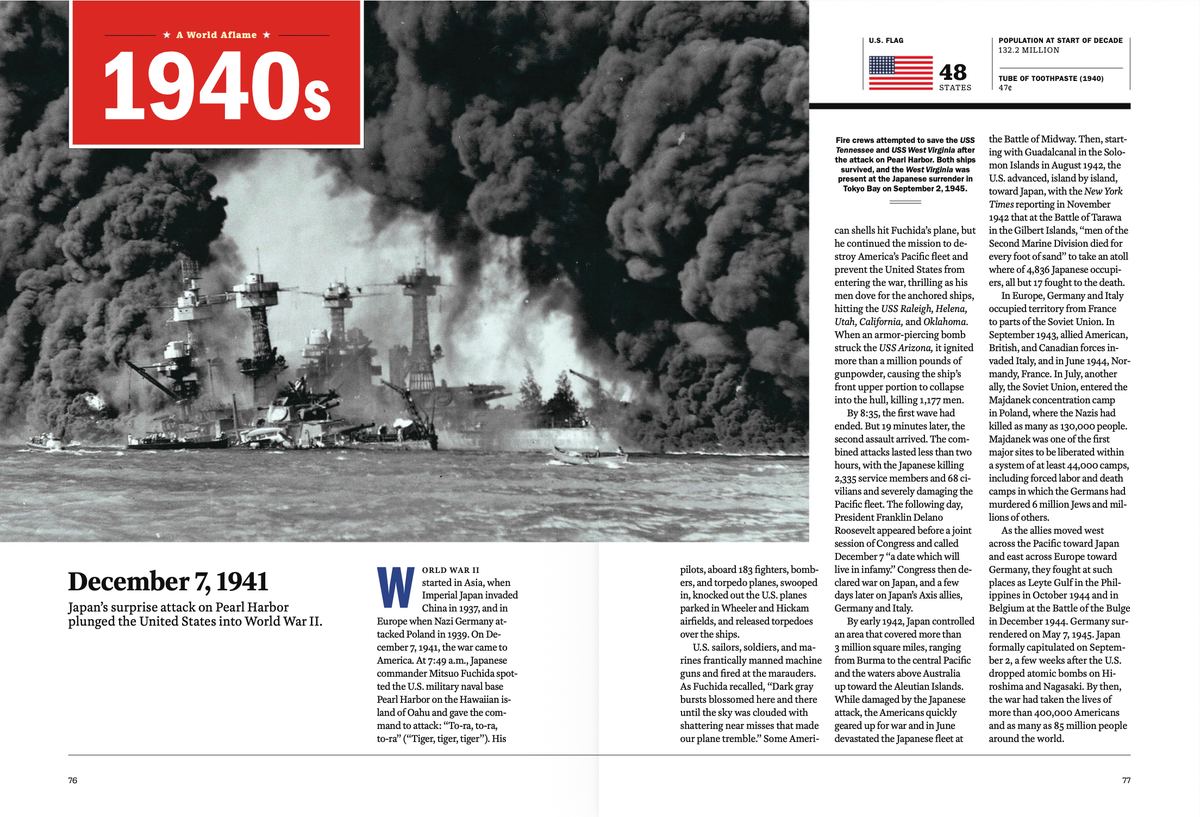 ★ A World Aflame ★
1940s
U.S. FLAG
48
STATES
POPULATION AT START OF DECADE
132.2 MILLION
TUBE OF TOOTHPASTE (1940)
47¢
December 7, 1941
Japan's surprise attack on Pearl Harbor
plunged the United States into World War II.
WORLD WAR II
started in Asia, when
Imperial Japan invaded
China in 1937, and in
Europe when Nazi Germany at-
tacked Poland in 1939. On De-
cember 7, 1941, the war came to
America. At 7:49 a.m., Japanese
commander Mitsuo Fuchida spot-
ted the U.S. military naval base
Pearl Harbor on the Hawaiian is-
land of Oahu and gave the com-
mand to attack: “To-ra, to-ra,
to-ra” (“Tiger, tiger, tiger”). His
pilots, aboard 183 fighters, bomb-
ers, and torpedo planes, swooped
in, knocked out the U.S. planes
parked in Wheeler and Hickam
airfields, and released torpedoes
over the ships.
U.S. sailors, soldiers, and ma-
rines frantically manned machine
guns and fired at the marauders.
As Fuchida recalled, “Dark gray
bursts blossomed here and there
until the sky was clouded with
shattering near misses that made
our plane tremble.” Some Ameri-
Fire crews attempted to save the USS
Tennessee and USS West Virginia after
the attack on Pearl Harbor. Both ships
survived, and the West Virginia was
present at the Japanese surrender in
Tokyo Bay on September 2, 1945.
can shells hit Fuchida's plane, but
he continued the mission to de-
stroy America's Pacific fleet and
prevent the United States from
entering the war, thrilling as his
men dove for the anchored ships,
hitting the USS Raleigh, Helena,
Utah, California, and Oklahoma.
When an armor-piercing bomb
struck the USS Arizona, it ignited
more than a million pounds of
gunpowder, causing the ship's
front upper portion to collapse
into the hull, killing 1,177 men.
By 8:35, the first wave had
ended. But 19 minutes later, the
second assault arrived. The com-
bined attacks lasted less than two
hours, with the Japanese killing
2,335 service members and 68 ci-
vilians and severely damaging the
Pacific fleet. The following day,
President Franklin Delano
Roosevelt appeared before a joint
session of Congress and called
December 7 “a date which will
live in infamy.” Congress then de-
clared war on Japan, and a few
days later on Japan's Axis allies,
Germany and Italy.
By early 1942, Japan controlled
an area that covered more than
3 million square miles, ranging
from Burma to the central Pacific
and the waters above Australia
up toward the Aleutian Islands.
While damaged by the Japanese
attack, the Americans quickly
geared up for war and in June
devastated the Japanese fleet at
the Battle of Midway. Then, start-
ing with Guadalcanal in the Solo-
mon Islands in August 1942, the
U.S. advanced, island by island,
toward Japan, with the New York
Times reporting in November
1942 that at the Battle of Tarawa
in the Gilbert Islands, “men of the
Second Marine Division died for
every foot of sand” to take an atoll
where of 4,836 Japanese occupi-
ers, all but 17 fought to the death.
In Europe, Germany and Italy
occupied territory from France
to parts of the Soviet Union. In
September 1943, allied American,
British, and Canadian forces in-
vaded Italy, and in June 1944, Nor-
mandy, France. In July, another
ally, the Soviet Union, entered the
Majdanek concentration camp
in Poland, where the Nazis had
killed as many as 130,000 people.
Majdanek was one of the first
major sites to be liberated within
a system of at least 44,000 camps,
including forced labor and death
camps in which the Germans had
murdered 6 million Jews and mil-
lions of others.
As the allies moved west
across the Pacific toward Japan
and east across Europe toward
Germany, they fought at such
places as Leyte Gulf in the Phil-
ippines in October 1944 and in
Belgium at the Battle of the Bulge
in December 1944. Germany sur-
rendered on May 7, 1945. Japan
formally capitulated on Septem-
ber 2, a few weeks after the U.S.
dropped atomic bombs on Hi-
roshima and Nagasaki. By then,
the war had taken the lives of
more than 400,000 Americans
and as many as 85 million people
around the world.
76
77